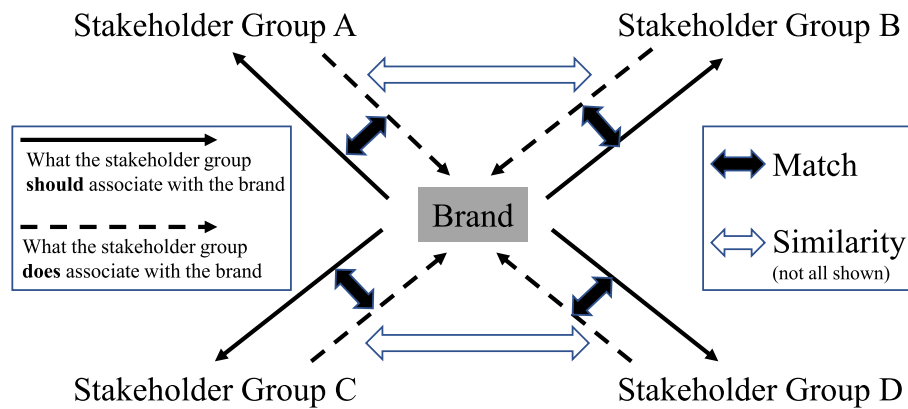 Stakeholder Group A
Stakeholder Group B
What the stakeholder group
should associate with the brand
What the stakeholder group
does associate with the brand
Brand
Match
Similarity
(not all shown)
Stakeholder Group C
Stakeholder Group D